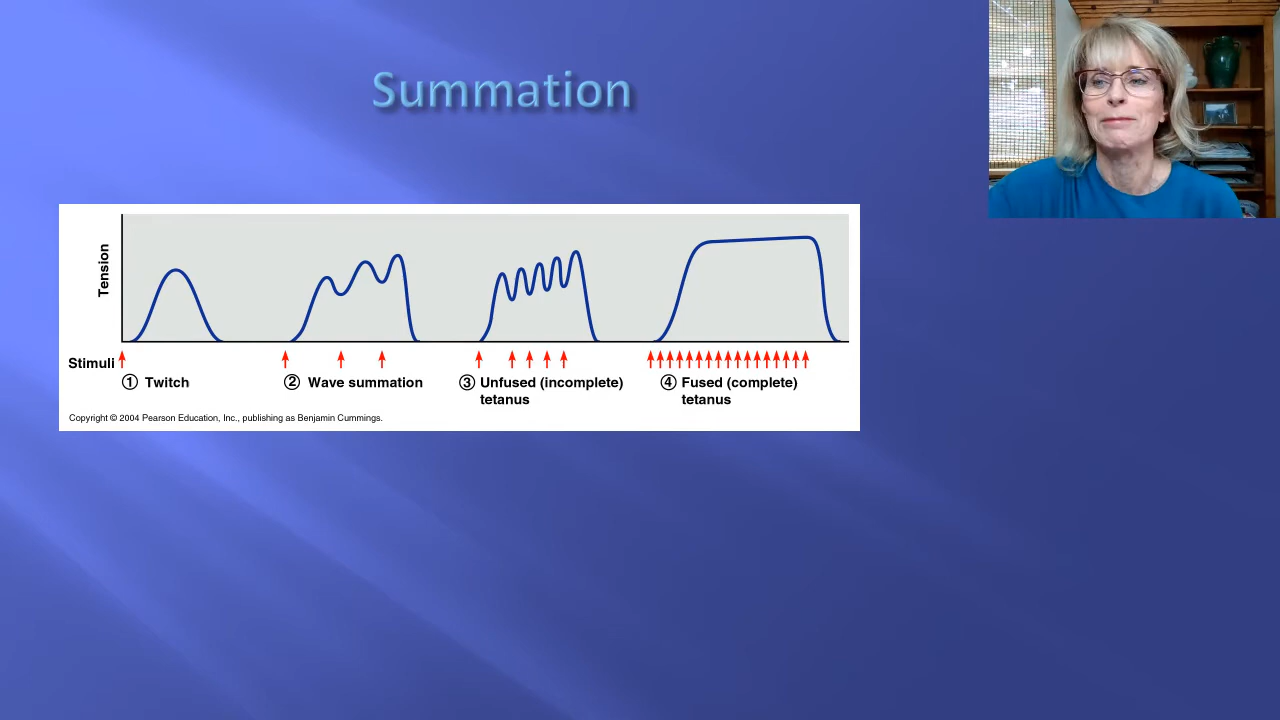 Summation
Tension
Stimuli
① Twitch
② Wave summation
③ Unfused (incomplete)
tetanus
④ Fused (complete)
tetanus
Copyright © 2004 Pearson Education, Inc., publishing as Benjamin Cummings.